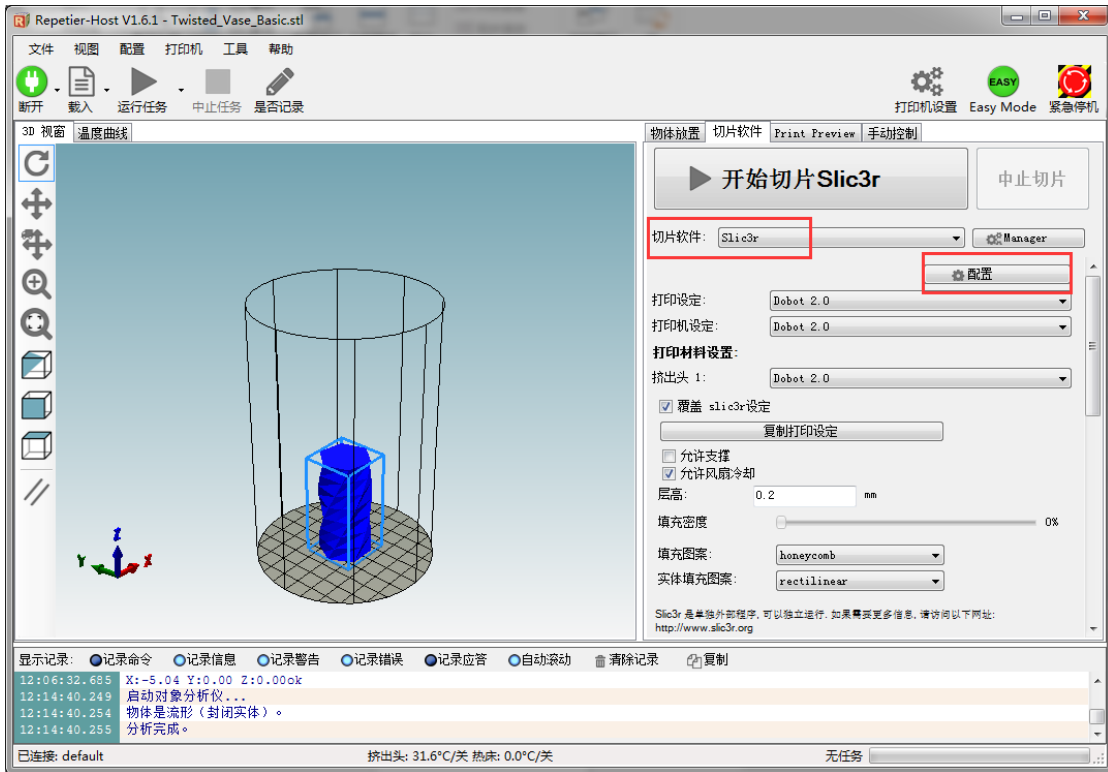 Repetier-Host V1.6.1 - Twisted_Vase_Basic.stl
文件 视图 配置 打印机 工具 帮助
断开 载入 运行任务 中止任务 是否记录 打印机设置 EASY Easy Mode 紧急停机
3D 视窗 温度曲线 物体放置 切片软件 Print Preview 手动控制
开始切片Slic3r 中止切片
切片软件: Slic3r Manager
配置
打印设定: Dobot 2.0
打印机设定: Dobot 2.0
打印材料设置:
挤出头 1: Dobot 2.0
覆盖 slic3r设定
复制打印设定
允许支撑
允许风扇冷却
层高: 0.2 mm
填充密度 0%
填充图案: honeycomb
实体填充图案: rectilinear
Slic3r 是单独外部程序, 可以独立运行. 如果需要更多信息, 请访问以下网址:
http://www.slic3r.org
Z
Y X
显示记录: 记录命令 记录信息 记录警告 记录错误 记录应答 自动滚动 清除记录 复制
12:06:32.685 X:-5.04 Y:0.00 Z:0.00ok
12:14:40.249 启动对象分析仪...
12:14:40.254 物体是流形（封闭实体）。
12:14:40.255 分析完成。
已连接: default 挤出头: 31.6°C/关 热床: 0.0°C/关 无任务